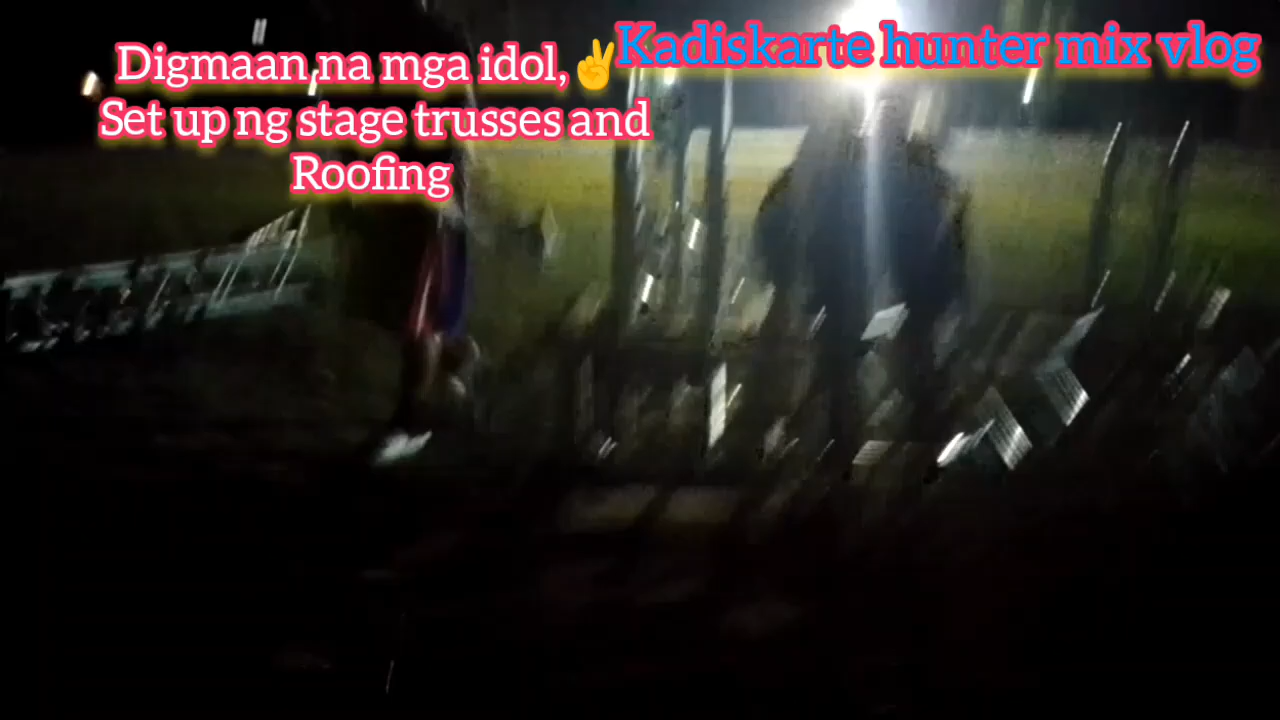 Digmaan na mga idol,✌
Set up ng stage trusses and
Roofing
Kadiskarte hunter mix vlog